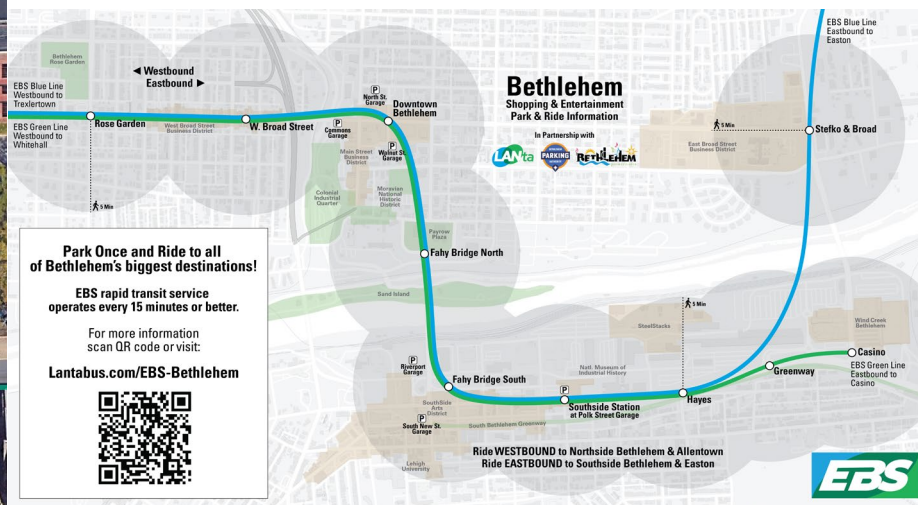 Bethlehem
Rose Garden
◄ Westbound
Eastbound ►
EBS Blue Line
Westbound to
Trexlertown
EBS Green Line
Westbound to
Whitehall
Rose Garden
West Broad Street
Business District
W. Broad Street
5 Min
P
North St.
Garage
Downtown
Bethlehem
P
Commons
Garage
P
Walnut St.
Garage
Main Street
Business
District
Colonial
Industrial
Quarter
Moravian
National
Historic
District
Payrow
Plaza
Fahy Bridge North
Sand Island
Bethlehem
Shopping & Entertainment
Park & Ride Information
In Partnership with
LANta
PARKING
BETHLEHEM
EBS Blue Line
Eastbound to
Easton
5 Min
Stefko & Broad
East Broad Street
Business District
Park Once and Ride to all
of Bethlehem's biggest destinations!
EBS rapid transit service
operates every 15 minutes or better.
For more information
scan QR code or visit:
Lantabus.com/EBS-Bethlehem
P
Riverport
Garage
Fahy Bridge South
SouthSide
Arts
District
P
South New St.
Garage
Lehigh
University
South Bethlehem Greenway
Natl. Museum of
Industrial History
P
Southside Station
at Polk Street Garage
SteelStacks
5 Min
Hayes
Greenway
Wind Creek
Bethlehem
Casino
EBS Green Line
Eastbound to
Casino
Ride WESTBOUND to Northside Bethlehem & Allentown
Ride EASTBOUND to Southside Bethlehem & Easton
EBS